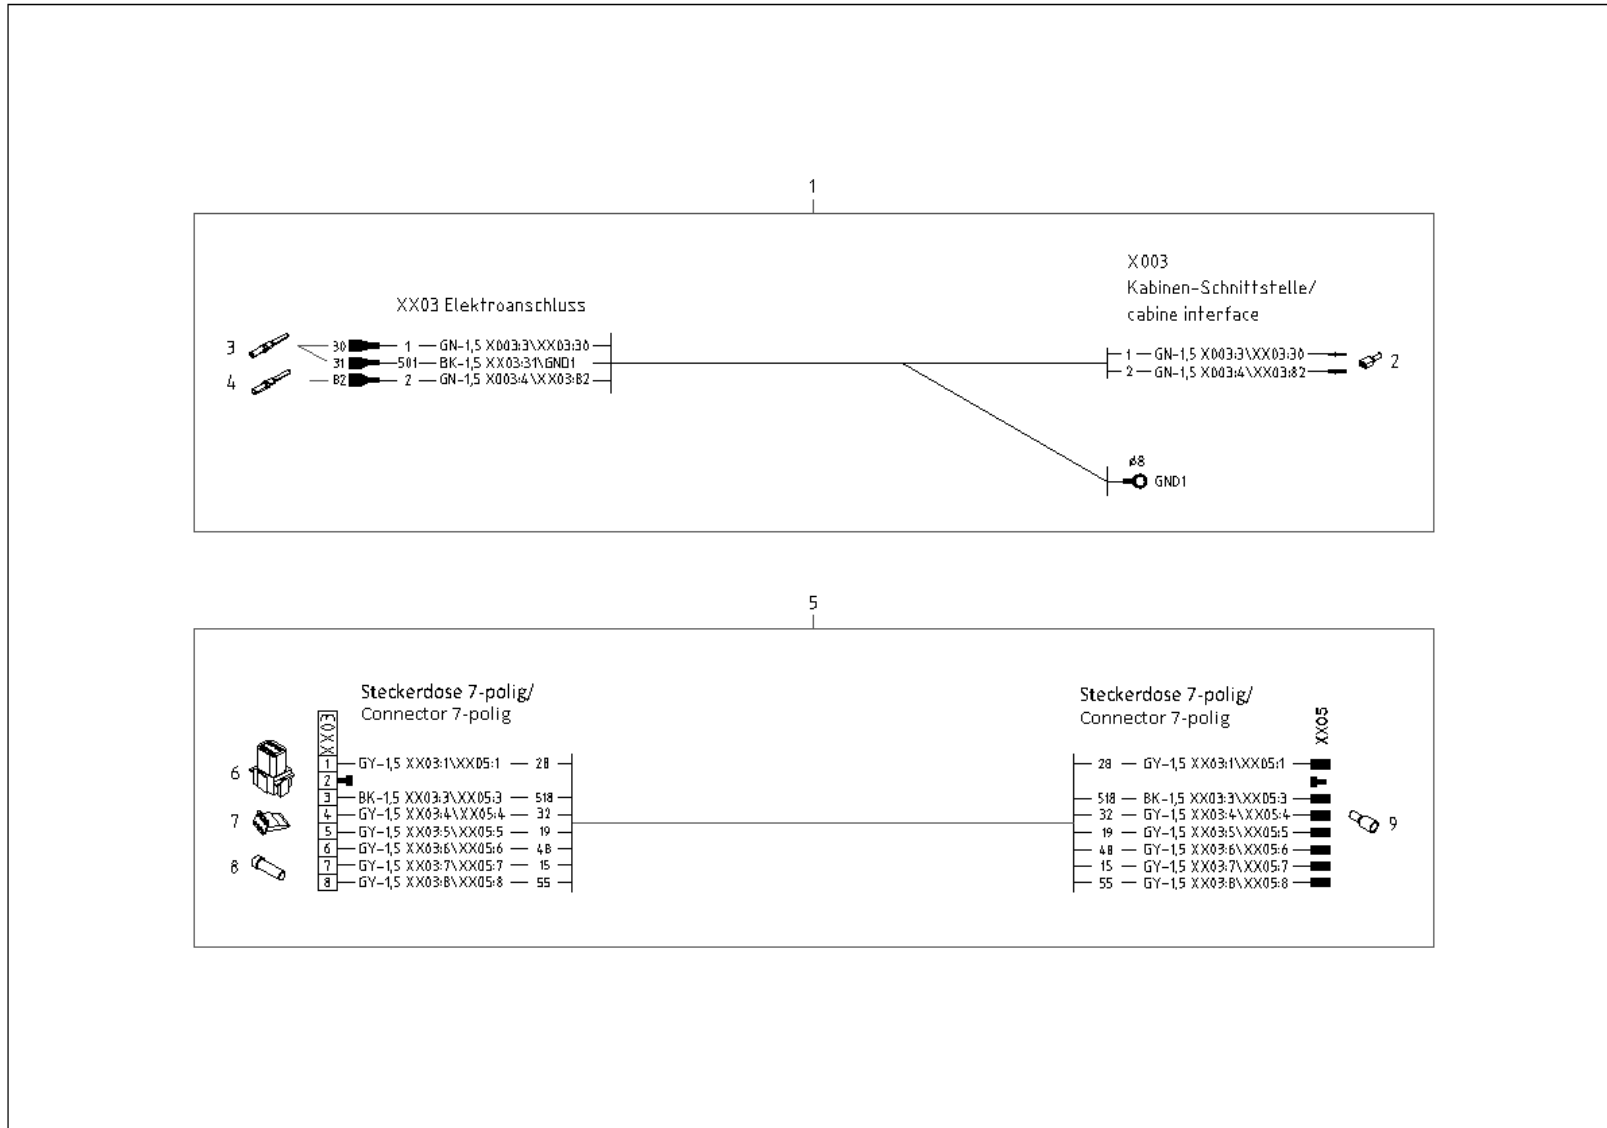 1
XX03 Elektroanschluss
X003
Kabinen-Schnittstelle/
cabine interface
3
30 1 GN-1,5 X003:3\XX03:30
31 501 BK-1,5 XX03:31\GND1
4
82 2 GN-1,5 X003:4\XX03:82
1 GN-1,5 X003:3\XX03:30
2 GN-1,5 X003:4\XX03:82
2
ø8
GND1
5
Steckerdose 7-polig/
Connector 7-polig
XX03
6
7
8
1 GY-1,5 XX03:1\XX05:1 28
2
3 BK-1,5 XX03:3\XX05:3 518
4 GY-1,5 XX03:4\XX05:4 32
5 GY-1,5 XX03:5\XX05:5 19
6 GY-1,5 XX03:6\XX05:6 48
7 GY-1,5 XX03:7\XX05:7 15
8 GY-1,5 XX03:8\XX05:8 55
Steckerdose 7-polig/
Connector 7-polig
XX05
28 GY-1,5 XX03:1\XX05:1
518 BK-1,5 XX03:3\XX05:3
32 GY-1,5 XX03:4\XX05:4
19 GY-1,5 XX03:5\XX05:5
48 GY-1,5 XX03:6\XX05:6
15 GY-1,5 XX03:7\XX05:7
55 GY-1,5 XX03:8\XX05:8
9